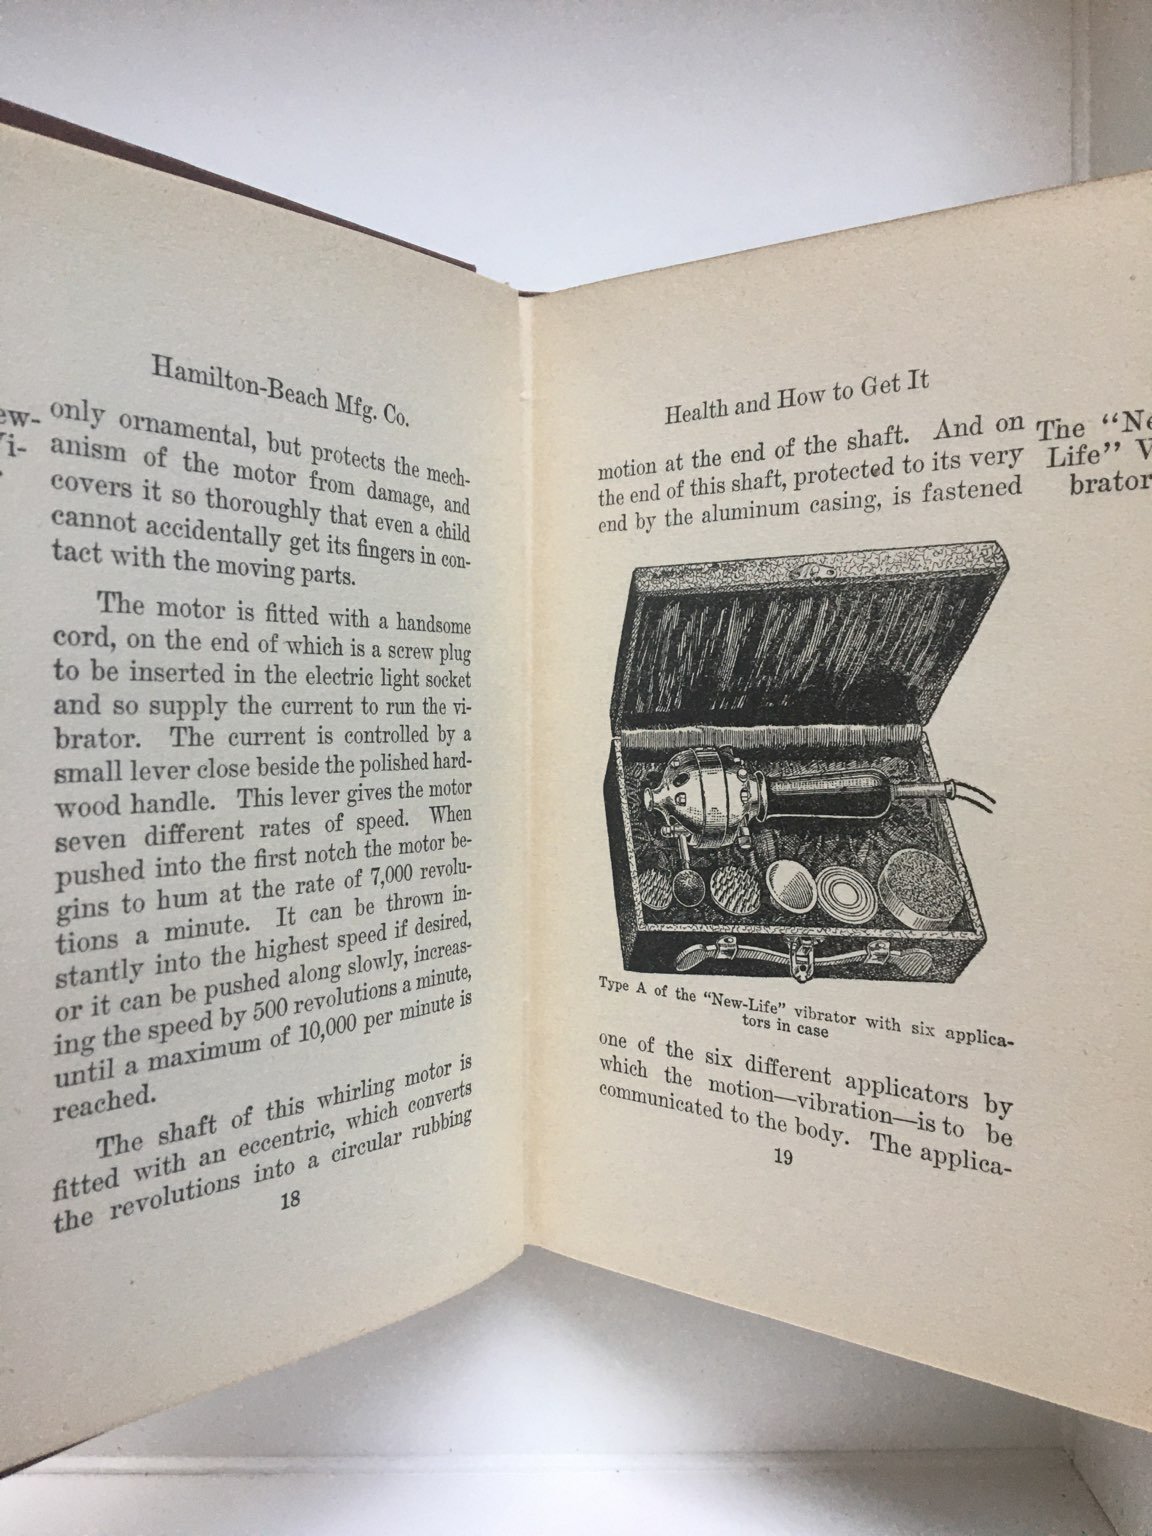 Hamilton-Beach Mfg. Co.
only ornamental, but protects the mech-
anism of the motor from damage, and
covers it so thoroughly that even a child
cannot accidentally get its fingers in con-
tact with the moving parts.
The motor is fitted with a handsome
cord, on the end of which is a screw plug
to be inserted in the electric light socket
and so supply the current to run the vi-
brator. The current is controlled by a
small lever close beside the polished hard-
wood handle. This lever gives the motor
seven different rates of speed. When
pushed into the first notch the motor be-
gins to hum at the rate of 7,000 revolu-
tions a minute. It can be thrown in-
stantly into the highest speed if desired,
or it can be pushed along slowly, increas-
ing the speed by 500 revolutions a minute,
until a maximum of 10,000 per minute is
reached.
The shaft of this whirling motor is
fitted with an eccentric, which converts
the revolutions into a circular rubbing
18
Health and How to Get It
motion at the end of the shaft. And on
the end of this shaft, protected to its very
end by the aluminum casing, is fastened
The "Ne
Life" V
brator
Type A of the "New-Life" vibrator with six applica-
tors in case
one of the six different applicators by
which the motion—vibration—is to be
communicated to the body. The applica-
19